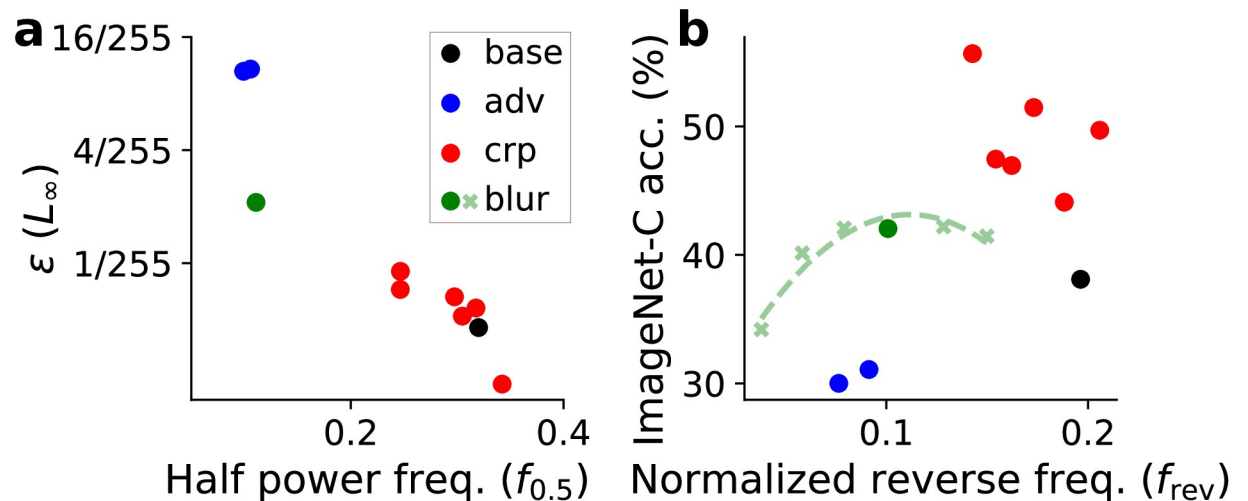 a
16/255
4/255
1/255
ε (L∞)
base
adv
crp
blur
0.2
0.4
Half power freq. (f0.5)
b
ImageNet-C acc. (%)
50
40
30
0.1
0.2
Normalized reverse freq. (frev)